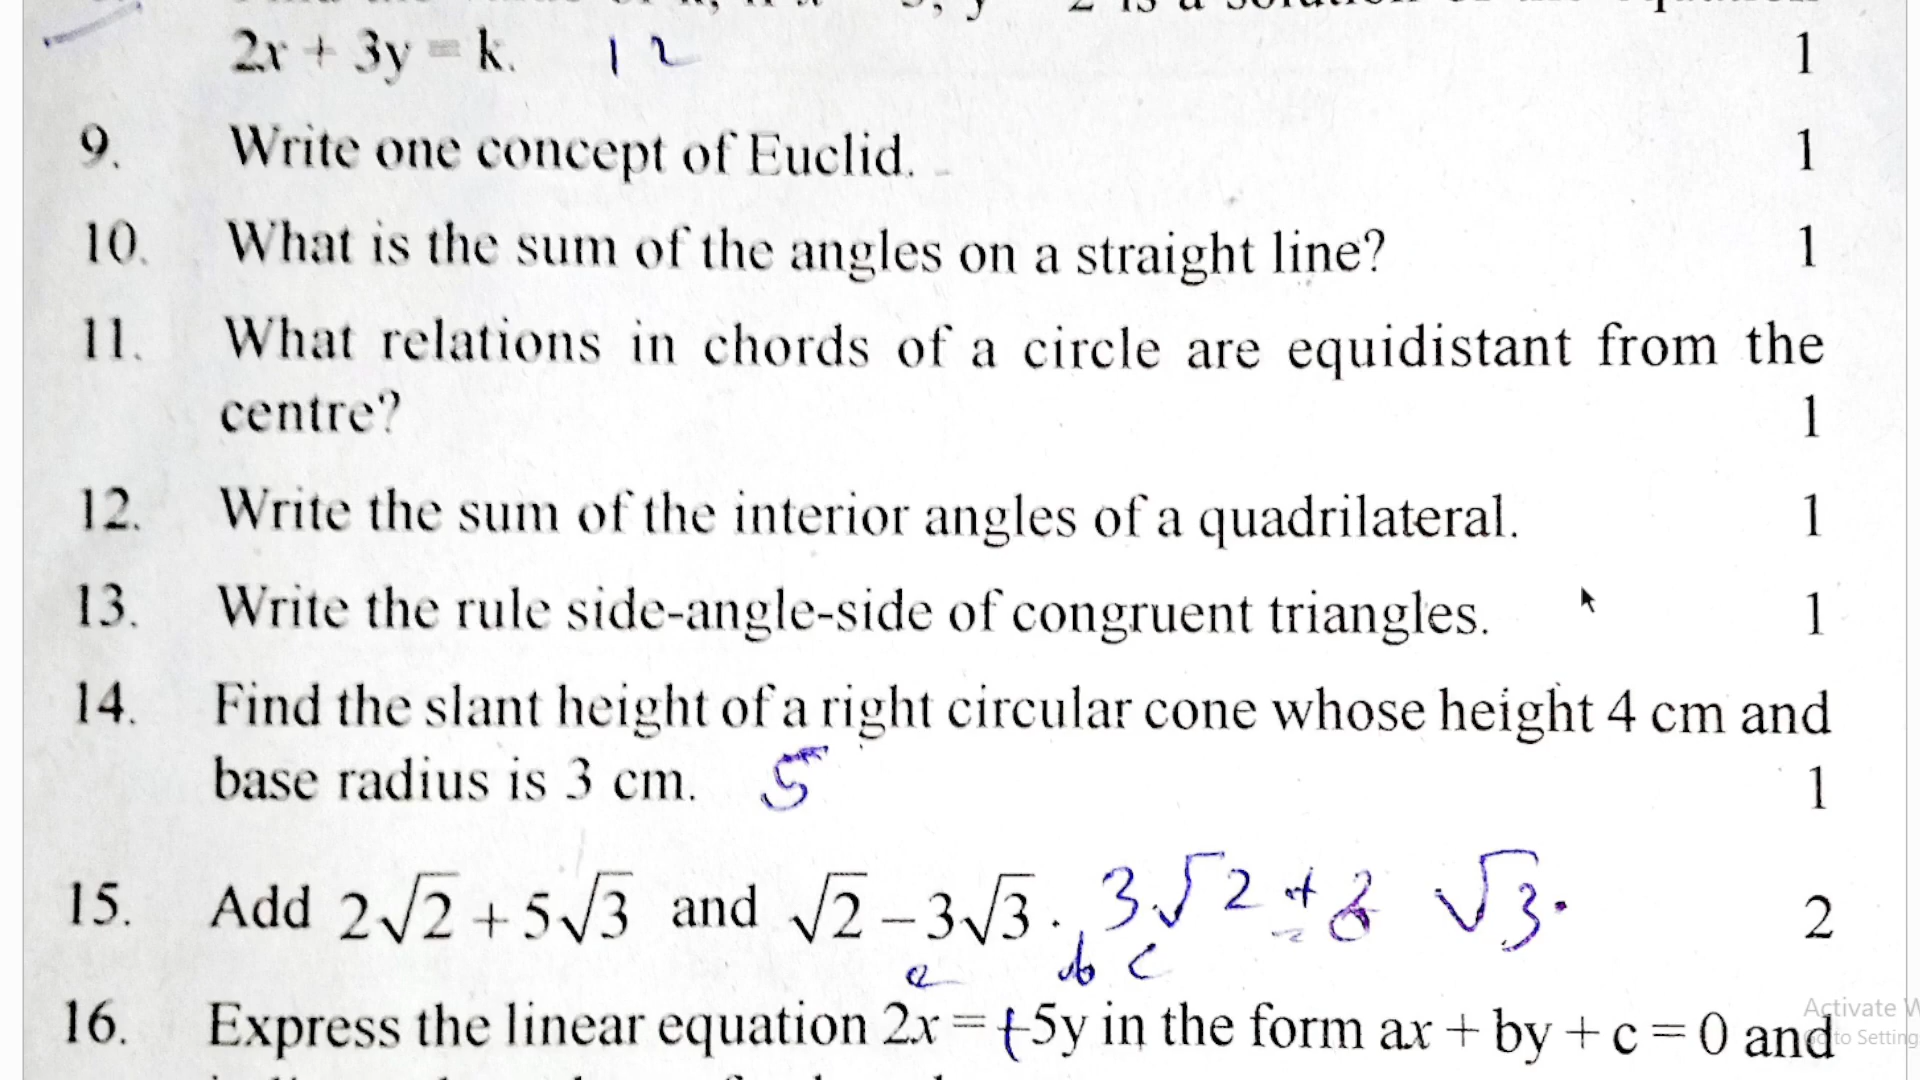 2x + 3y = k. 12 1
9. Write one concept of Euclid. 1
10. What is the sum of the angles on a straight line? 1
11. What relations in chords of a circle are equidistant from the
centre? 1
12. Write the sum of the interior angles of a quadrilateral. 1
13. Write the rule side-angle-side of congruent triangles. 1
14. Find the slant height of a right circular cone whose height 4 cm and
base radius is 3 cm. 5 1
15. Add 2√2 + 5√3 and √2 – 3√3 . 3√2 + √3. 2
a b c
16. Express the linear equation 2x = -5y in the form ax + by + c = 0 and
Activate
to Setting